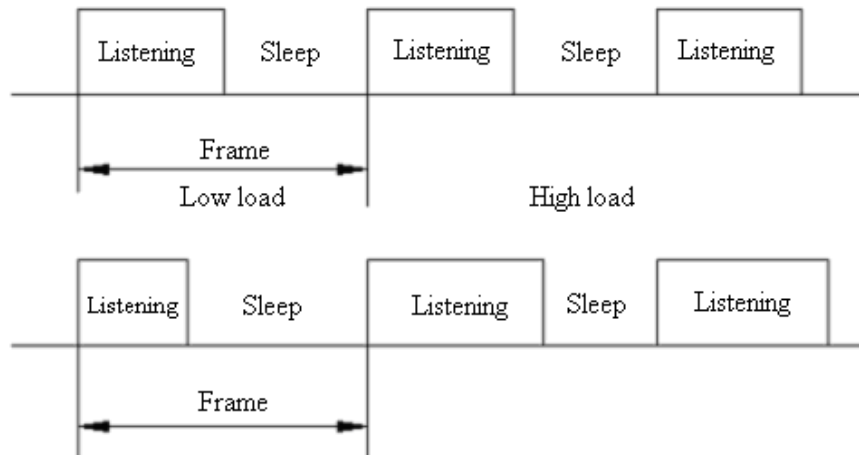 Listening Sleep Listening Sleep Listening
Frame
Low load High load
Listening Sleep Listening Sleep Listening
Frame